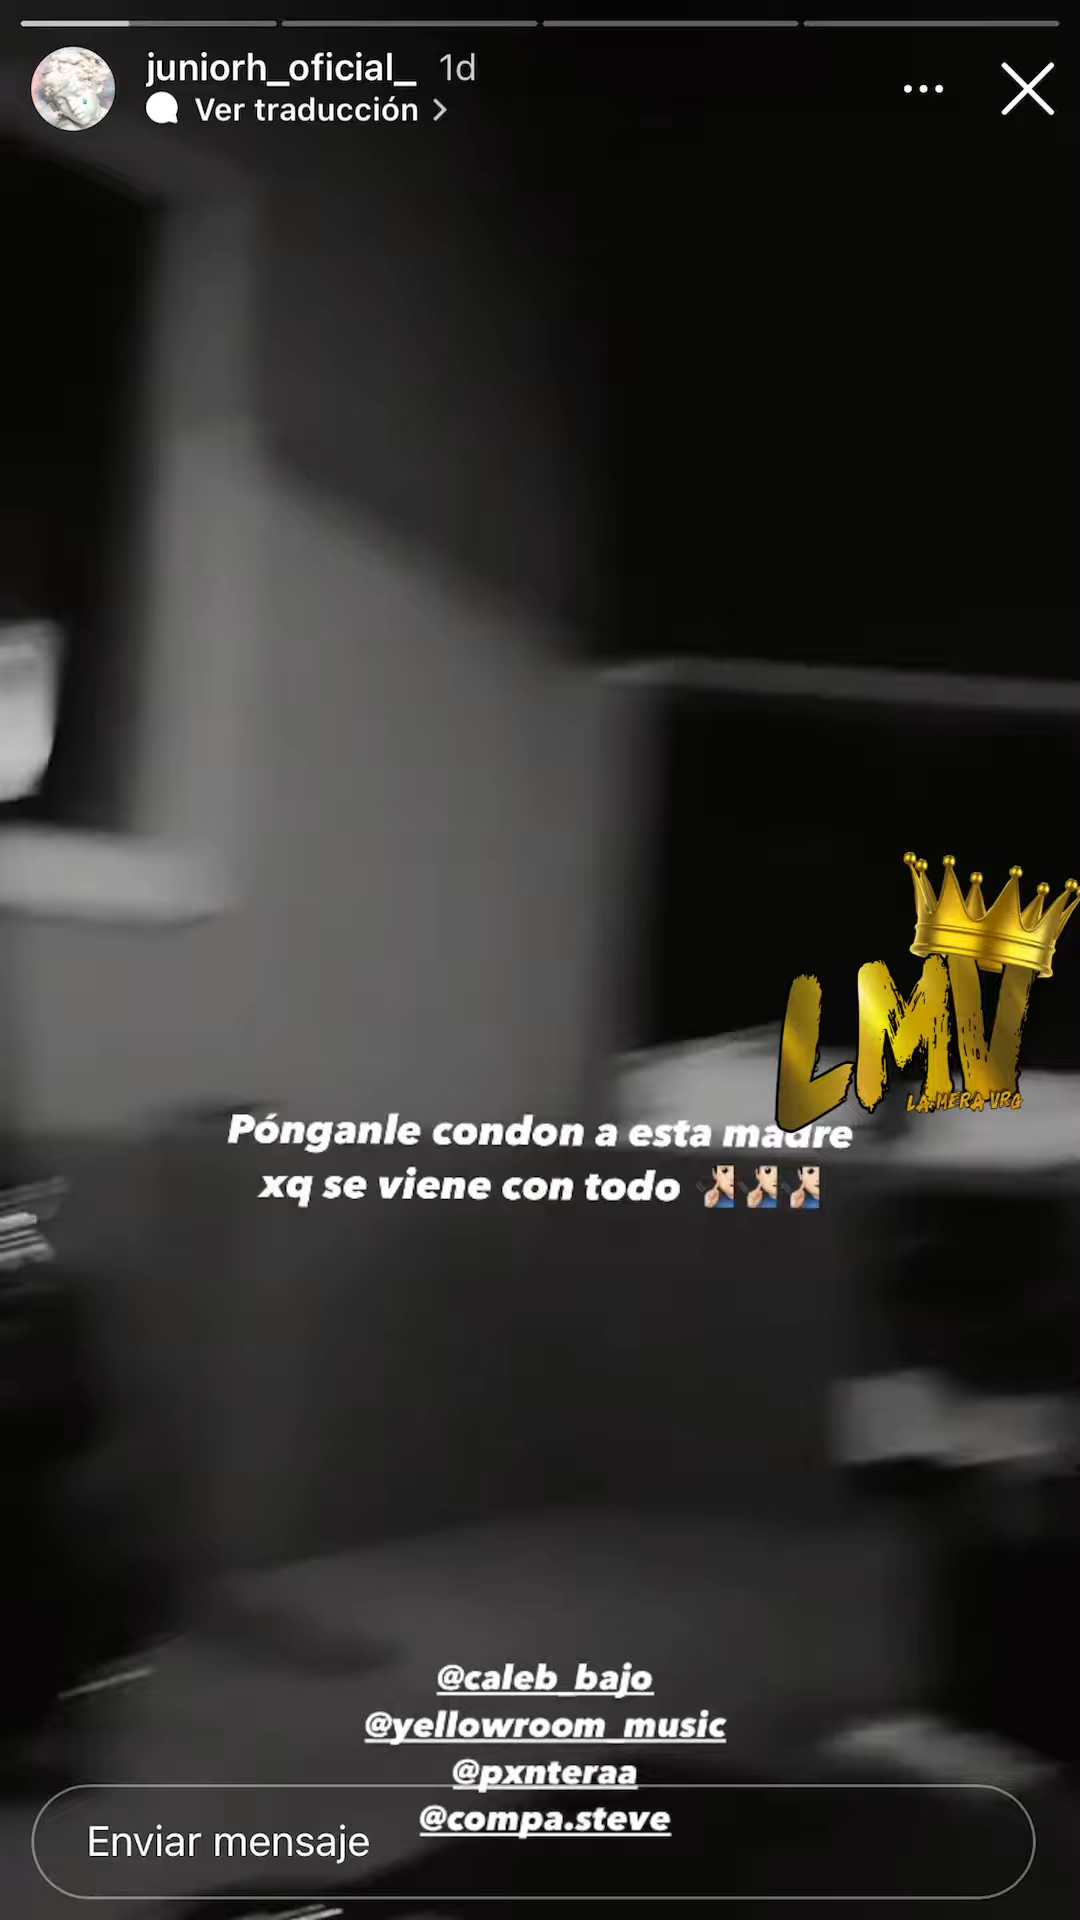 juniorh_oficial_ 1d
Ver traducción
LMV
LA MERA VRG
Pónganle condon a esta madre
xq se viene con todo
@caleb_bajo
@yellowroom_music
@pxnteraa
@compa.steve
Enviar mensaje